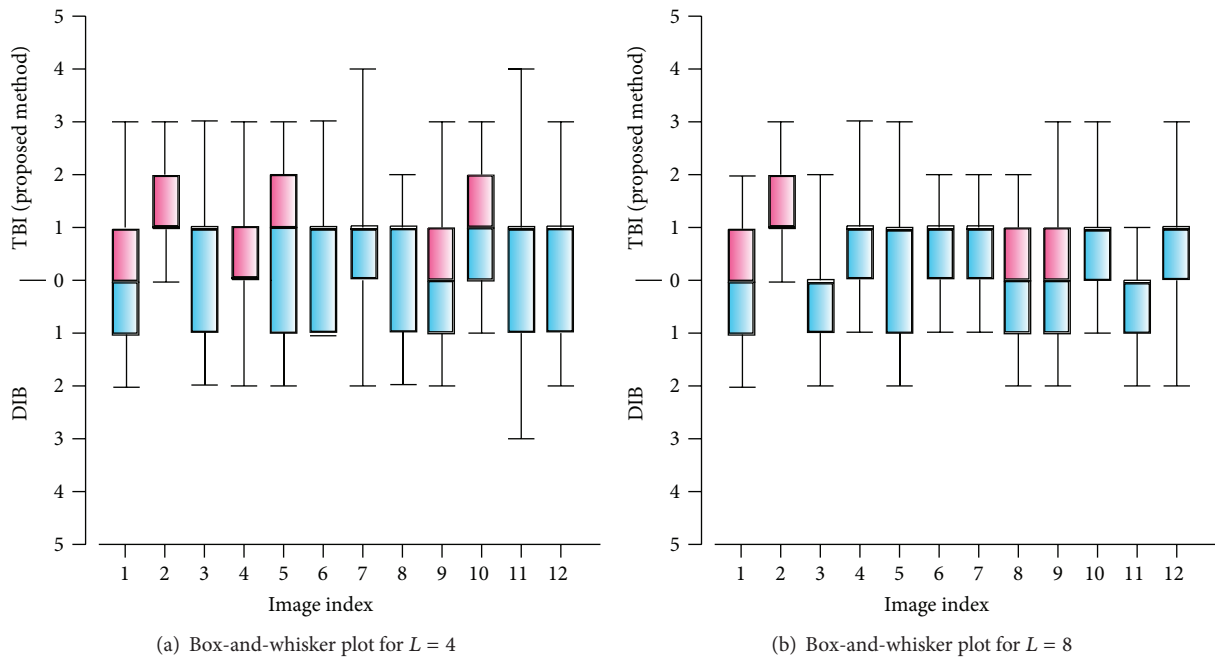 5
4
3
2
1
0
1
2
3
4
5
TBI (proposed method)
—
DIB
1 2 3 4 5 6 7 8 9 10 11 12
Image index
(a) Box-and-whisker plot for L = 4
5
4
3
2
1
0
1
2
3
4
5
TBI (proposed method)
—
DIB
1 2 3 4 5 6 7 8 9 10 11 12
Image index
(b) Box-and-whisker plot for L = 8